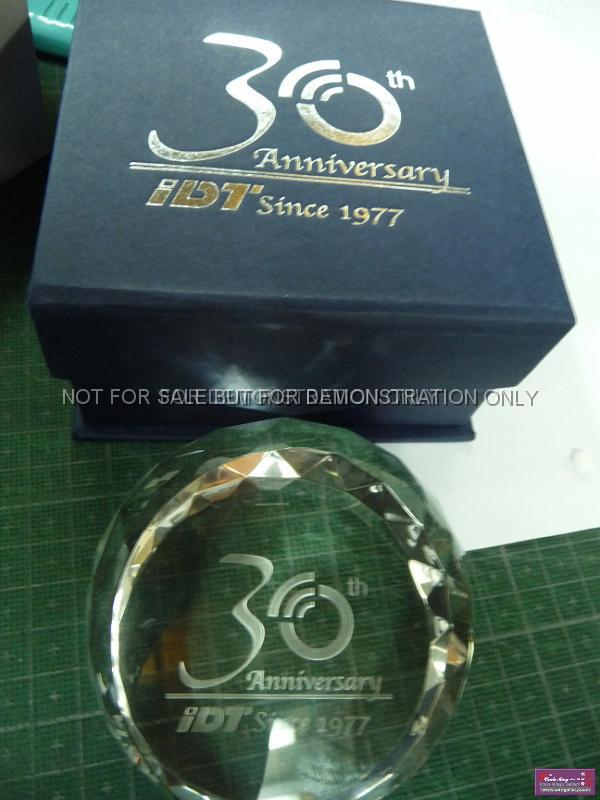 30th
Anniversary
iDT Since 1977
NOT FOR SALE BUT FOR DEMONSTRATION ONLY
30th
Anniversary
iDT Since 1977